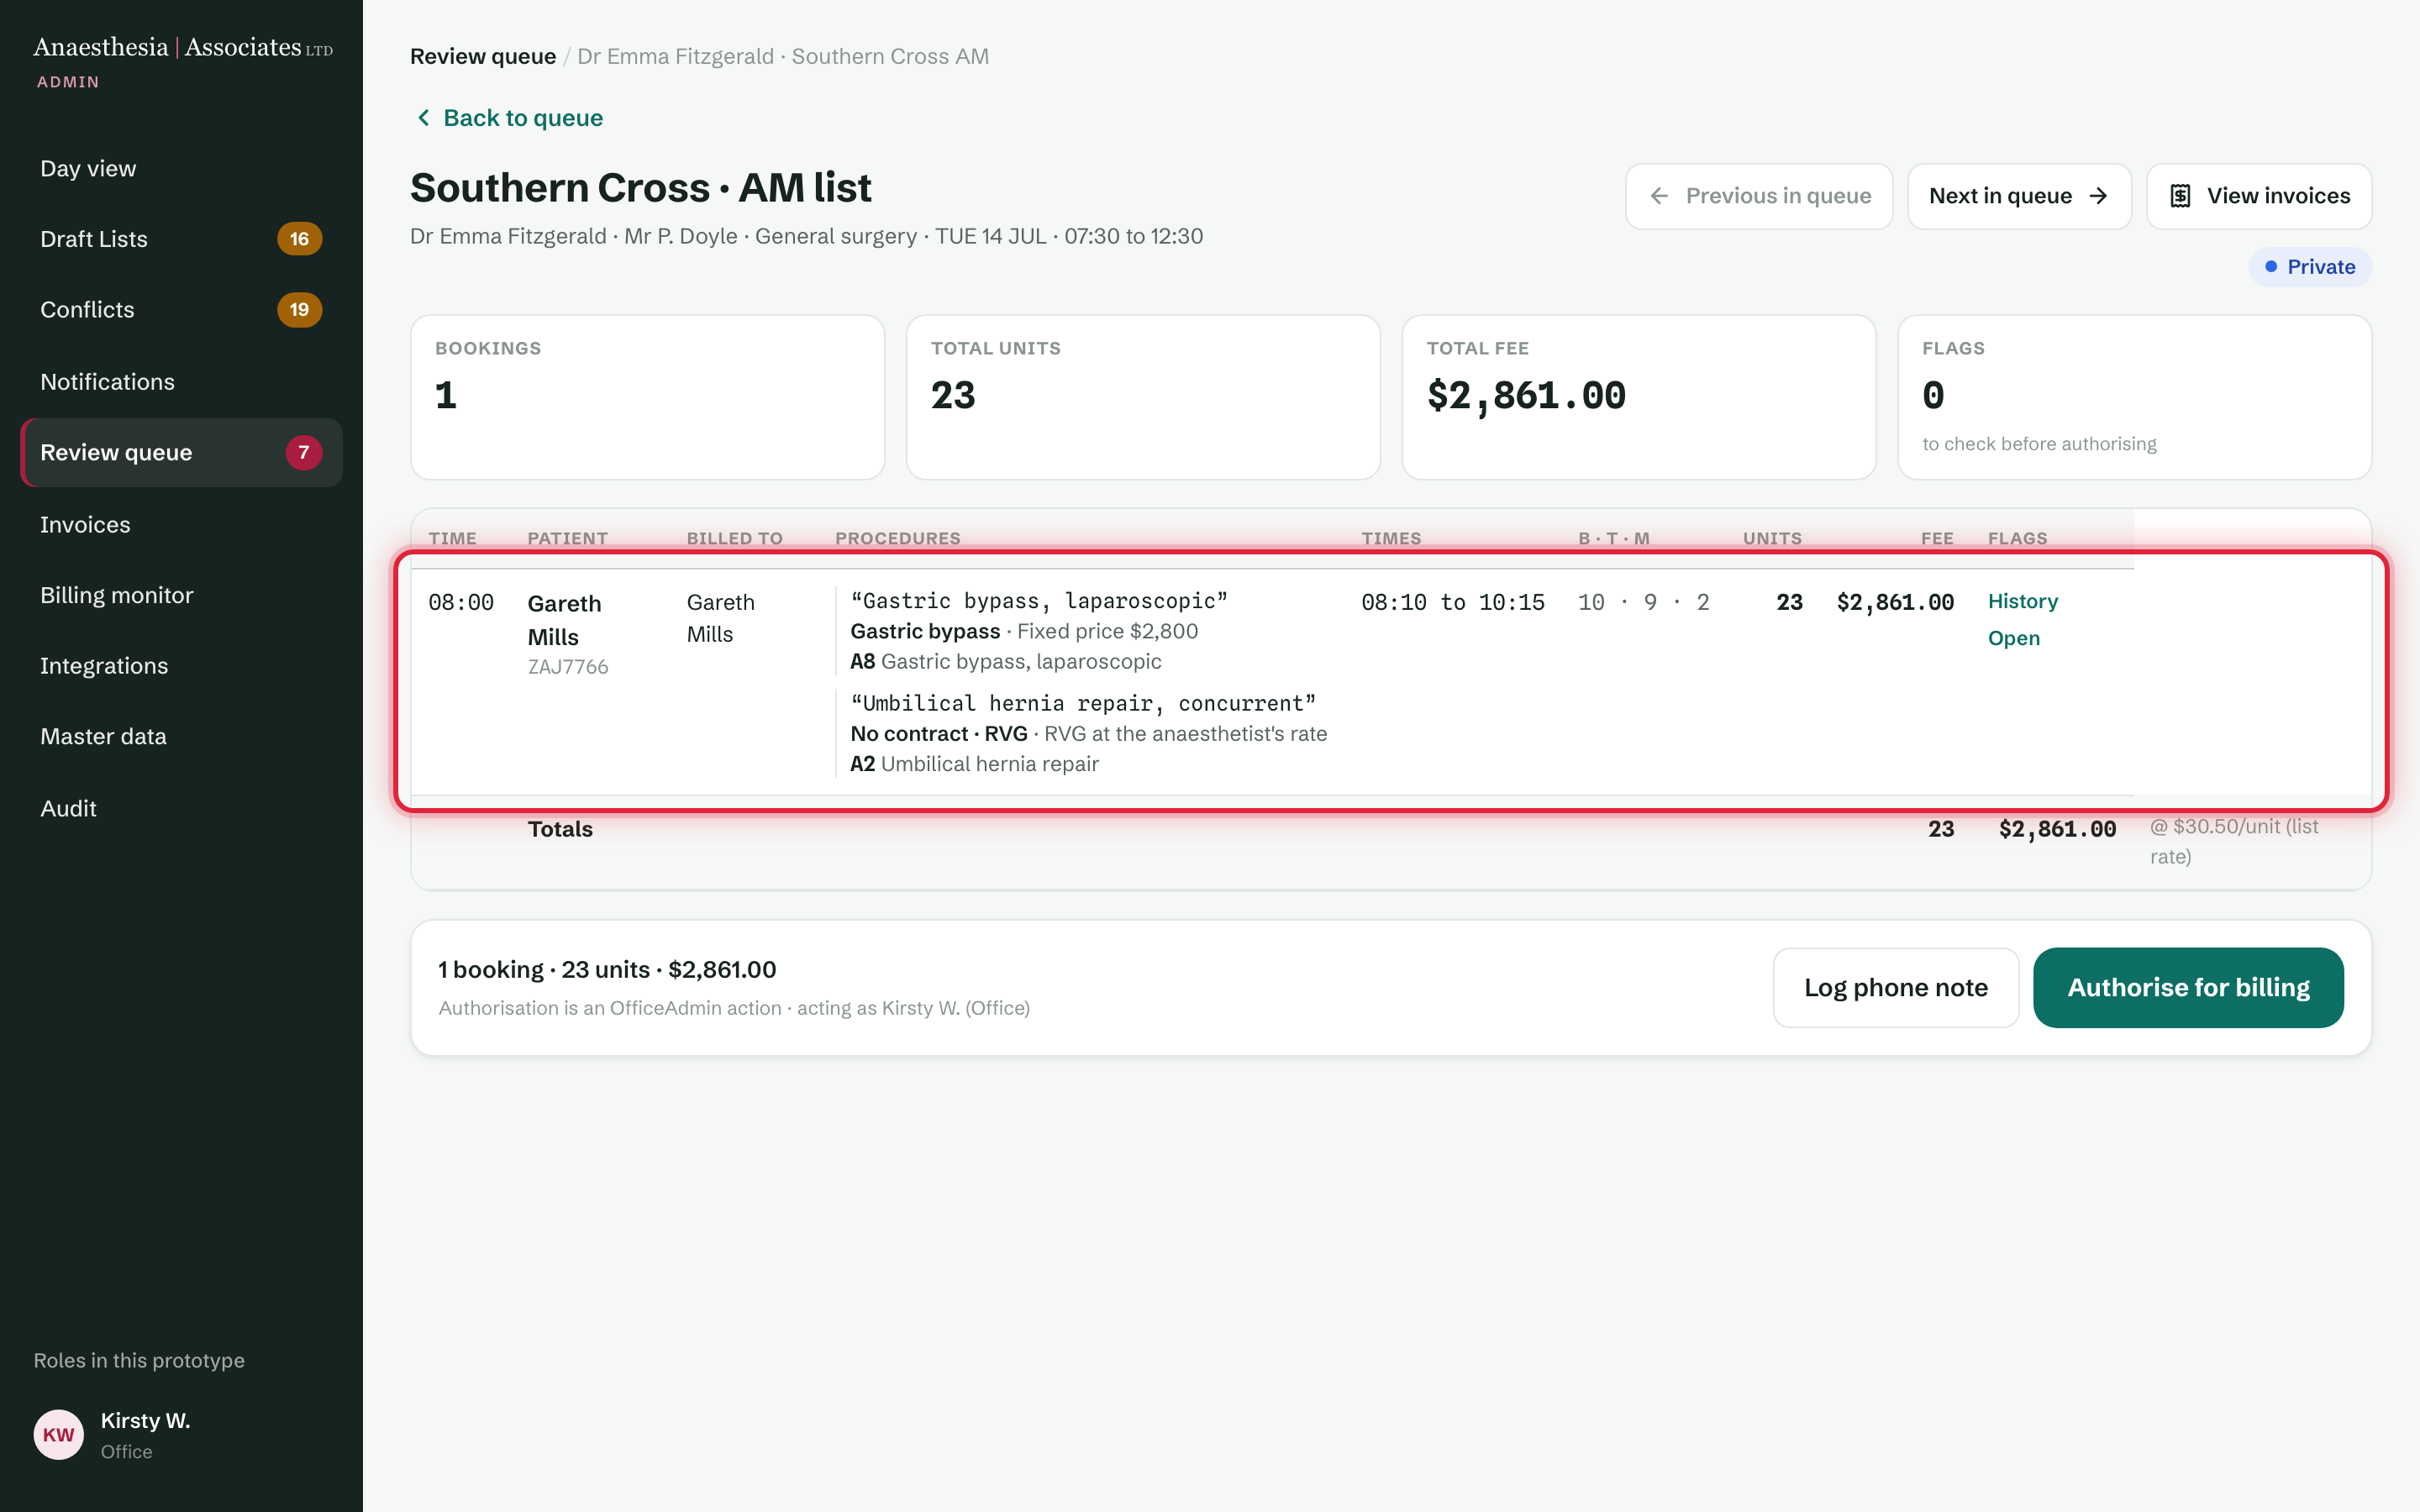 Anaesthesia | Associates LTD
ADMIN
Day view
Draft Lists 16
Conflicts 19
Notifications
Review queue 7
Invoices
Billing monitor
Integrations
Master data
Audit
Roles in this prototype
KW
Kirsty W.
Office
Review queue / Dr Emma Fitzgerald · Southern Cross AM
Back to queue
Southern Cross · AM list
Dr Emma Fitzgerald · Mr P. Doyle · General surgery · TUE 14 JUL · 07:30 to 12:30
Previous in queue
Next in queue
View invoices
Private
BOOKINGS
1
TOTAL UNITS
23
TOTAL FEE
$2,861.00
FLAGS
0
to check before authorising
TIME PATIENT BILLED TO PROCEDURES TIMES B · T · M UNITS FEE FLAGS
08:00
Gareth
Mills
ZAJ7766
Gareth
Mills
“Gastric bypass, laparoscopic”
Gastric bypass · Fixed price $2,800
A8 Gastric bypass, laparoscopic
“Umbilical hernia repair, concurrent”
No contract · RVG · RVG at the anaesthetist's rate
A2 Umbilical hernia repair
08:10 to 10:15
10 · 9 · 2
23
$2,861.00
History
Open
Totals 23 $2,861.00
@ $30.50/unit (list
rate)
1 booking · 23 units · $2,861.00
Authorisation is an OfficeAdmin action · acting as Kirsty W. (Office)
Log phone note
Authorise for billing